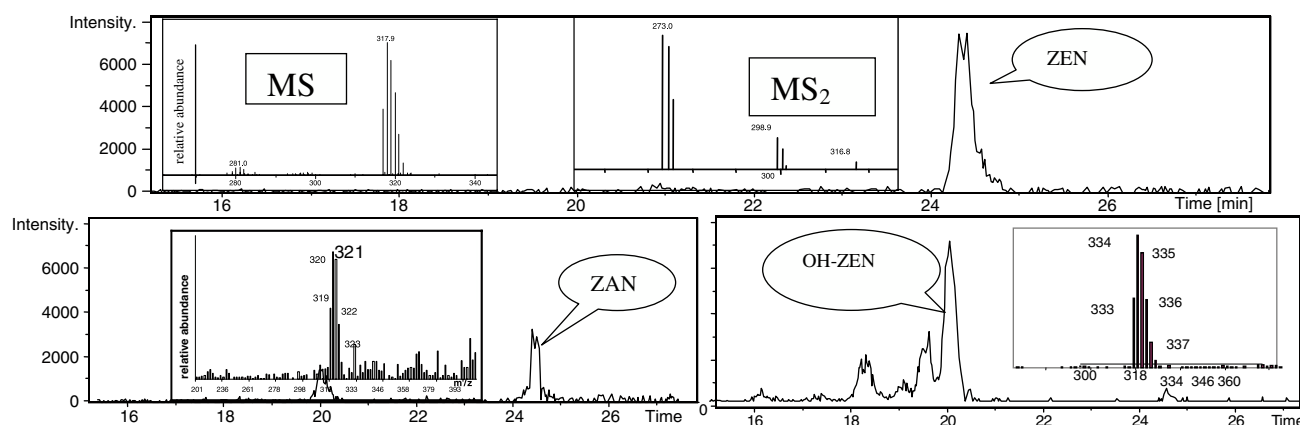 Intensity.
8000
6000
4000
2000
0
relative abundance
MS
317.9
281.0
280 300 320 340
273.0
MS2
298.9
316.8
300
ZEN
16 18 20 22 24 26
Time [min]
Intensity.
8000
6000
4000
2000
0
relative abundance
321
320
319
322
323
201 236 261 278 298 333 346 358 379 393
m/z
ZAN
16 18 20 22 24 26 Time
0
OH-ZEN
334
335
333
336
337
300 318 334 346 360
16 18 20 22 24 26 Time